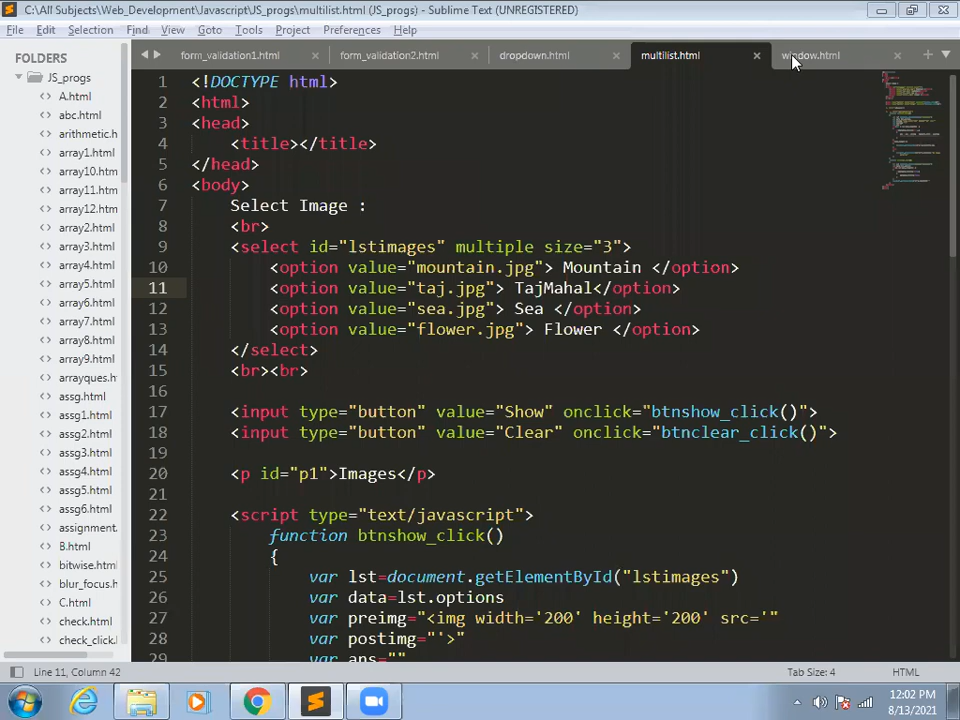 C:\All Subjects\Web_Development\Javascript\JS_progs\multilist.html (JS_progs) - Sublime Text (UNREGISTERED)
File Edit Selection Find View Goto Tools Project Preferences Help
FOLDERS
JS_progs
A.html
abc.html
arithmetic.h
array1.html
array10.htm
array11.htm
array12.htm
array2.html
array3.html
array4.html
array5.html
array6.html
array7.html
array8.html
array9.html
arrayques.h
assg.html
assg1.html
assg2.html
assg3.html
assg4.html
assg5.html
assg6.html
assignment.
B.html
bitwise.htm
blur_focus.h
C.html
check.html
check_click.
form_validation1.html
form_validation2.html
dropdown.html
multilist.html
window.html
1 <!DOCTYPE html>
2 <html>
3 <head>
4 <title></title>
5 </head>
6 <body>
7 Select Image :
8 <br>
9 <select id="lstimages" multiple size="3">
10 <option value="mountain.jpg"> Mountain </option>
11 <option value="taj.jpg"> TajMahal</option>
12 <option value="sea.jpg"> Sea </option>
13 <option value="flower.jpg"> Flower </option>
14 </select>
15 <br><br>
16
17 <input type="button" value="Show" onclick="btnshow_click()">
18 <input type="button" value="Clear" onclick="btnclear_click()">
19
20 <p id="p1">Images</p>
21
22 <script type="text/javascript">
23 function btnshow_click()
24 {
25 var lst=document.getElementById("lstimages")
26 var data=lst.options
27 var preimg="<img width='200' height='200' src='"
28 var postimg="'>"
29 var ans=""
Line 11, Column 42
Tab Size: 4
HTML
12:02 PM
8/13/2021